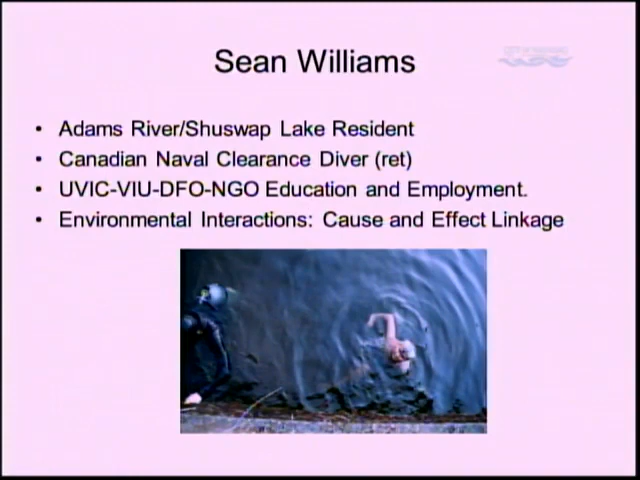 Sean Williams
• Adams River/Shuswap Lake Resident
• Canadian Naval Clearance Diver (ret)
• UVIC-VIU-DFO-NGO Education and Employment.
• Environmental Interactions: Cause and Effect Linkage